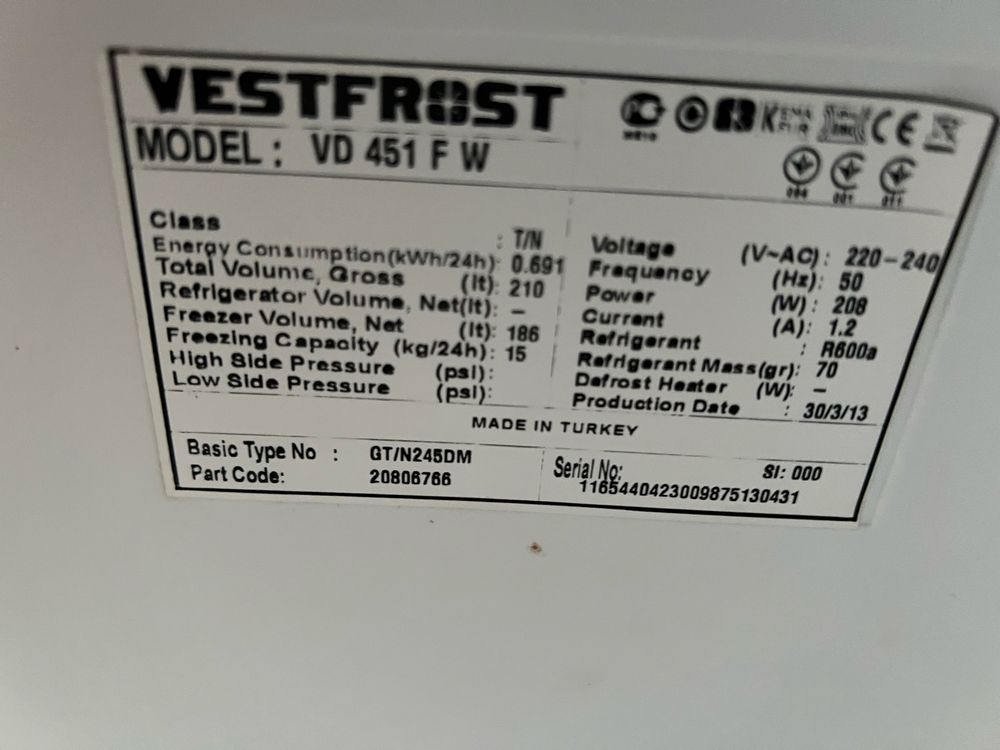 VESTFROST
MODEL : VD 451 F W
Class : T/N
Energy Consumption(kWh/24h): 0.691
Total Volume, Gross (lt): 210
Refrigerator Volume, Net(lt): –
Freezer Volume, Net (lt): 186
Freezing Capacity (kg/24h): 15
High Side Pressure (psi):
Low Side Pressure (psi):
Voltage (V~AC): 220-240
Frequency (Hz): 50
Power (W): 208
Current (A): 1.2
Refrigerant : R600a
Refrigerant Mass(gr): 70
Defrost Heater (W): –
Production Date : 30/3/13
MADE IN TURKEY
Basic Type No : GT/N245DM
Part Code: 20806766
Serial No: SI: 000
1165440423009875130431
KEMA
CE
001
011